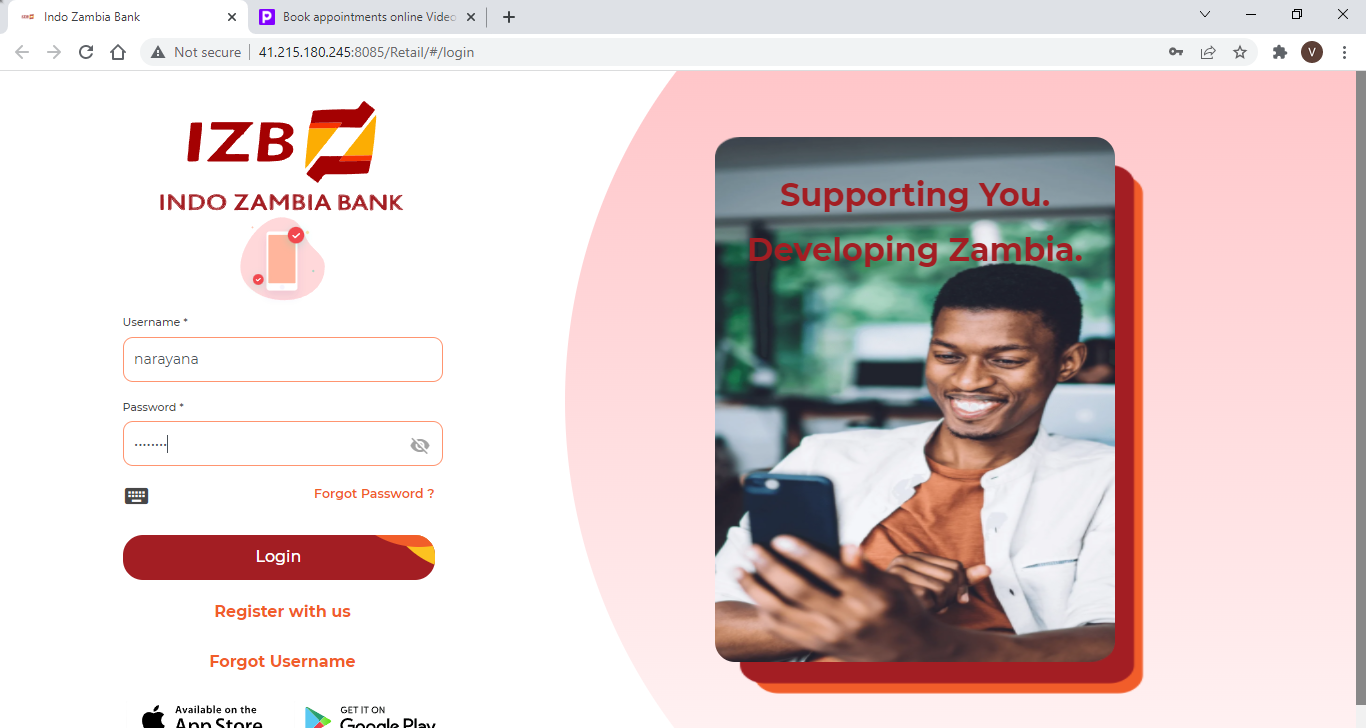 Indo Zambia Bank
Book appointments online Video
Not secure
41.215.180.245:8085/Retail/#/login
V
IZB
INDO ZAMBIA BANK
Username *
narayana
Password *
........
Forgot Password ?
Login
Register with us
Forgot Username
Available on the
App Store
GET IT ON
Google Play
Supporting You.
Developing Zambia.